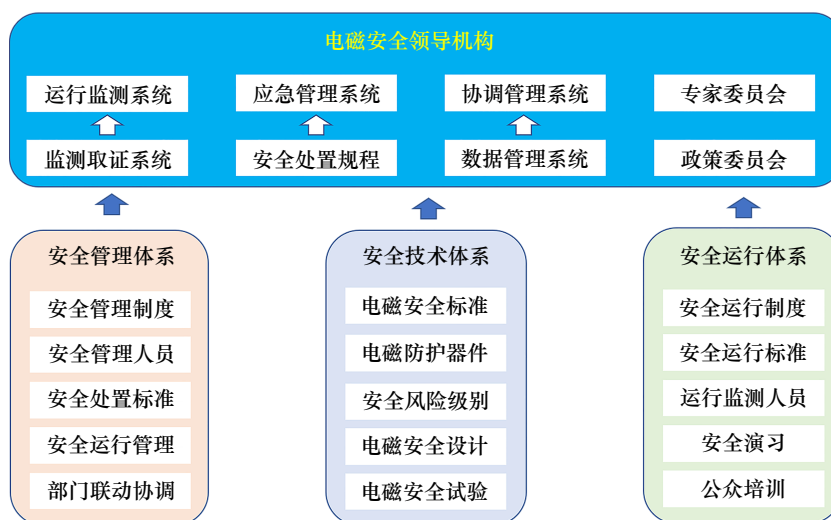 电磁安全领导机构
运行监测系统
应急管理系统
协调管理系统
专家委员会
监测取证系统
安全处置规程
数据管理系统
政策委员会
安全管理体系
安全管理制度
安全管理人员
安全处置标准
安全运行管理
部门联动协调
安全技术体系
电磁安全标准
电磁防护器件
安全风险级别
电磁安全设计
电磁安全试验
安全运行体系
安全运行制度
安全运行标准
运行监测人员
安全演习
公众培训